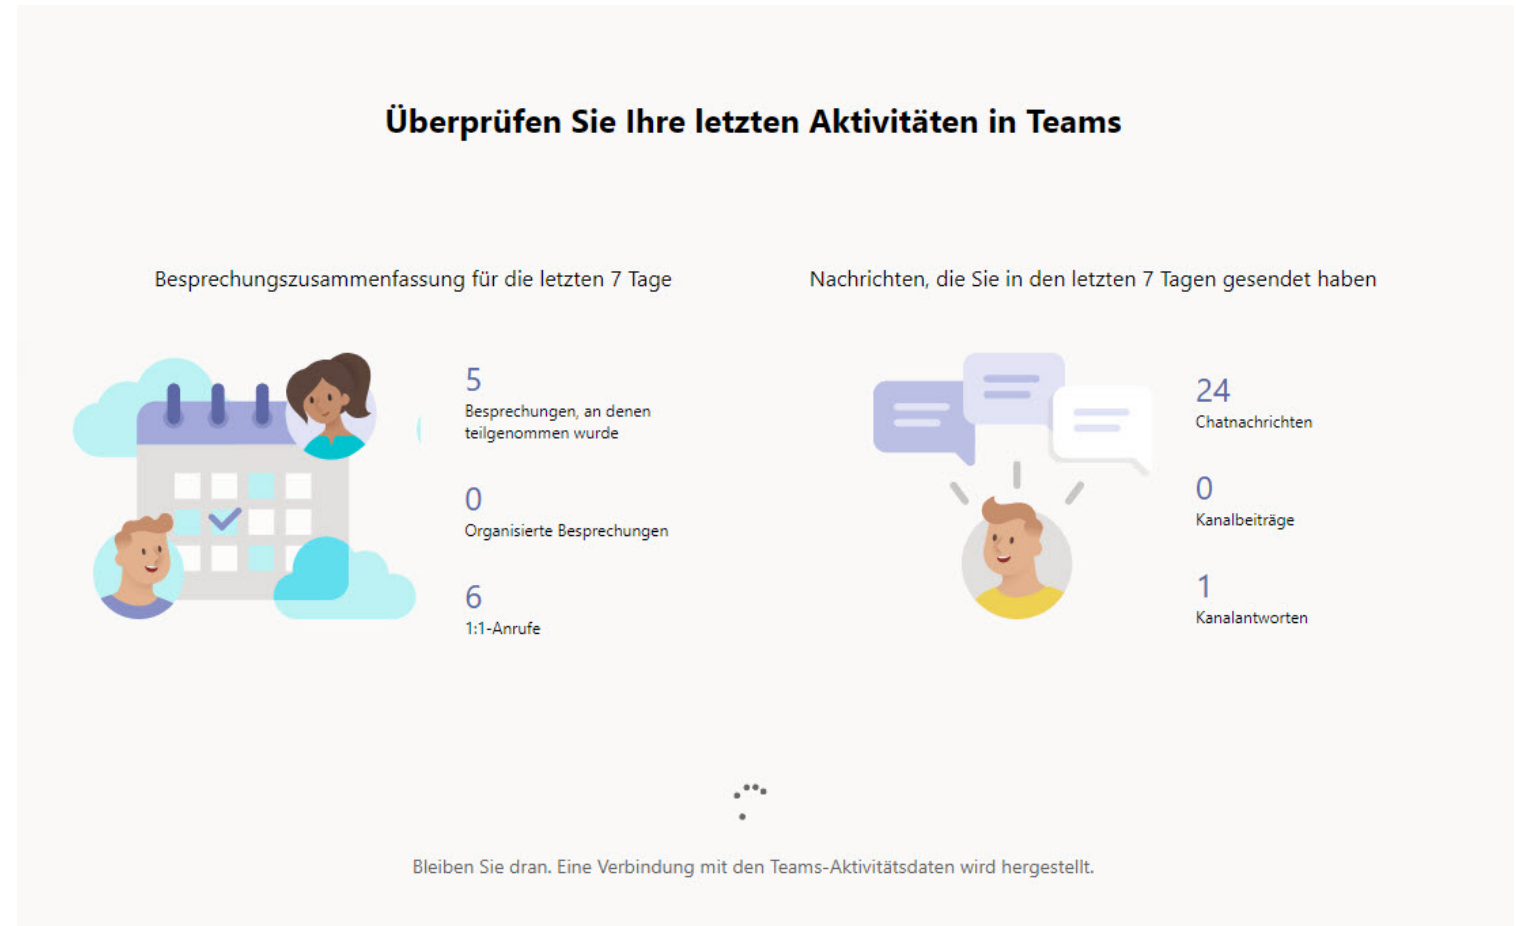 Überprüfen Sie Ihre letzten Aktivitäten in Teams
Besprechungszusammenfassung für die letzten 7 Tage
5
Besprechungen, an denen
teilgenommen wurde
0
Organisierte Besprechungen
6
1:1-Anrufe
Nachrichten, die Sie in den letzten 7 Tagen gesendet haben
24
Chatnachrichten
0
Kanalbeiträge
1
Kanalantworten
Bleiben Sie dran. Eine Verbindung mit den Teams-Aktivitätsdaten wird hergestellt.